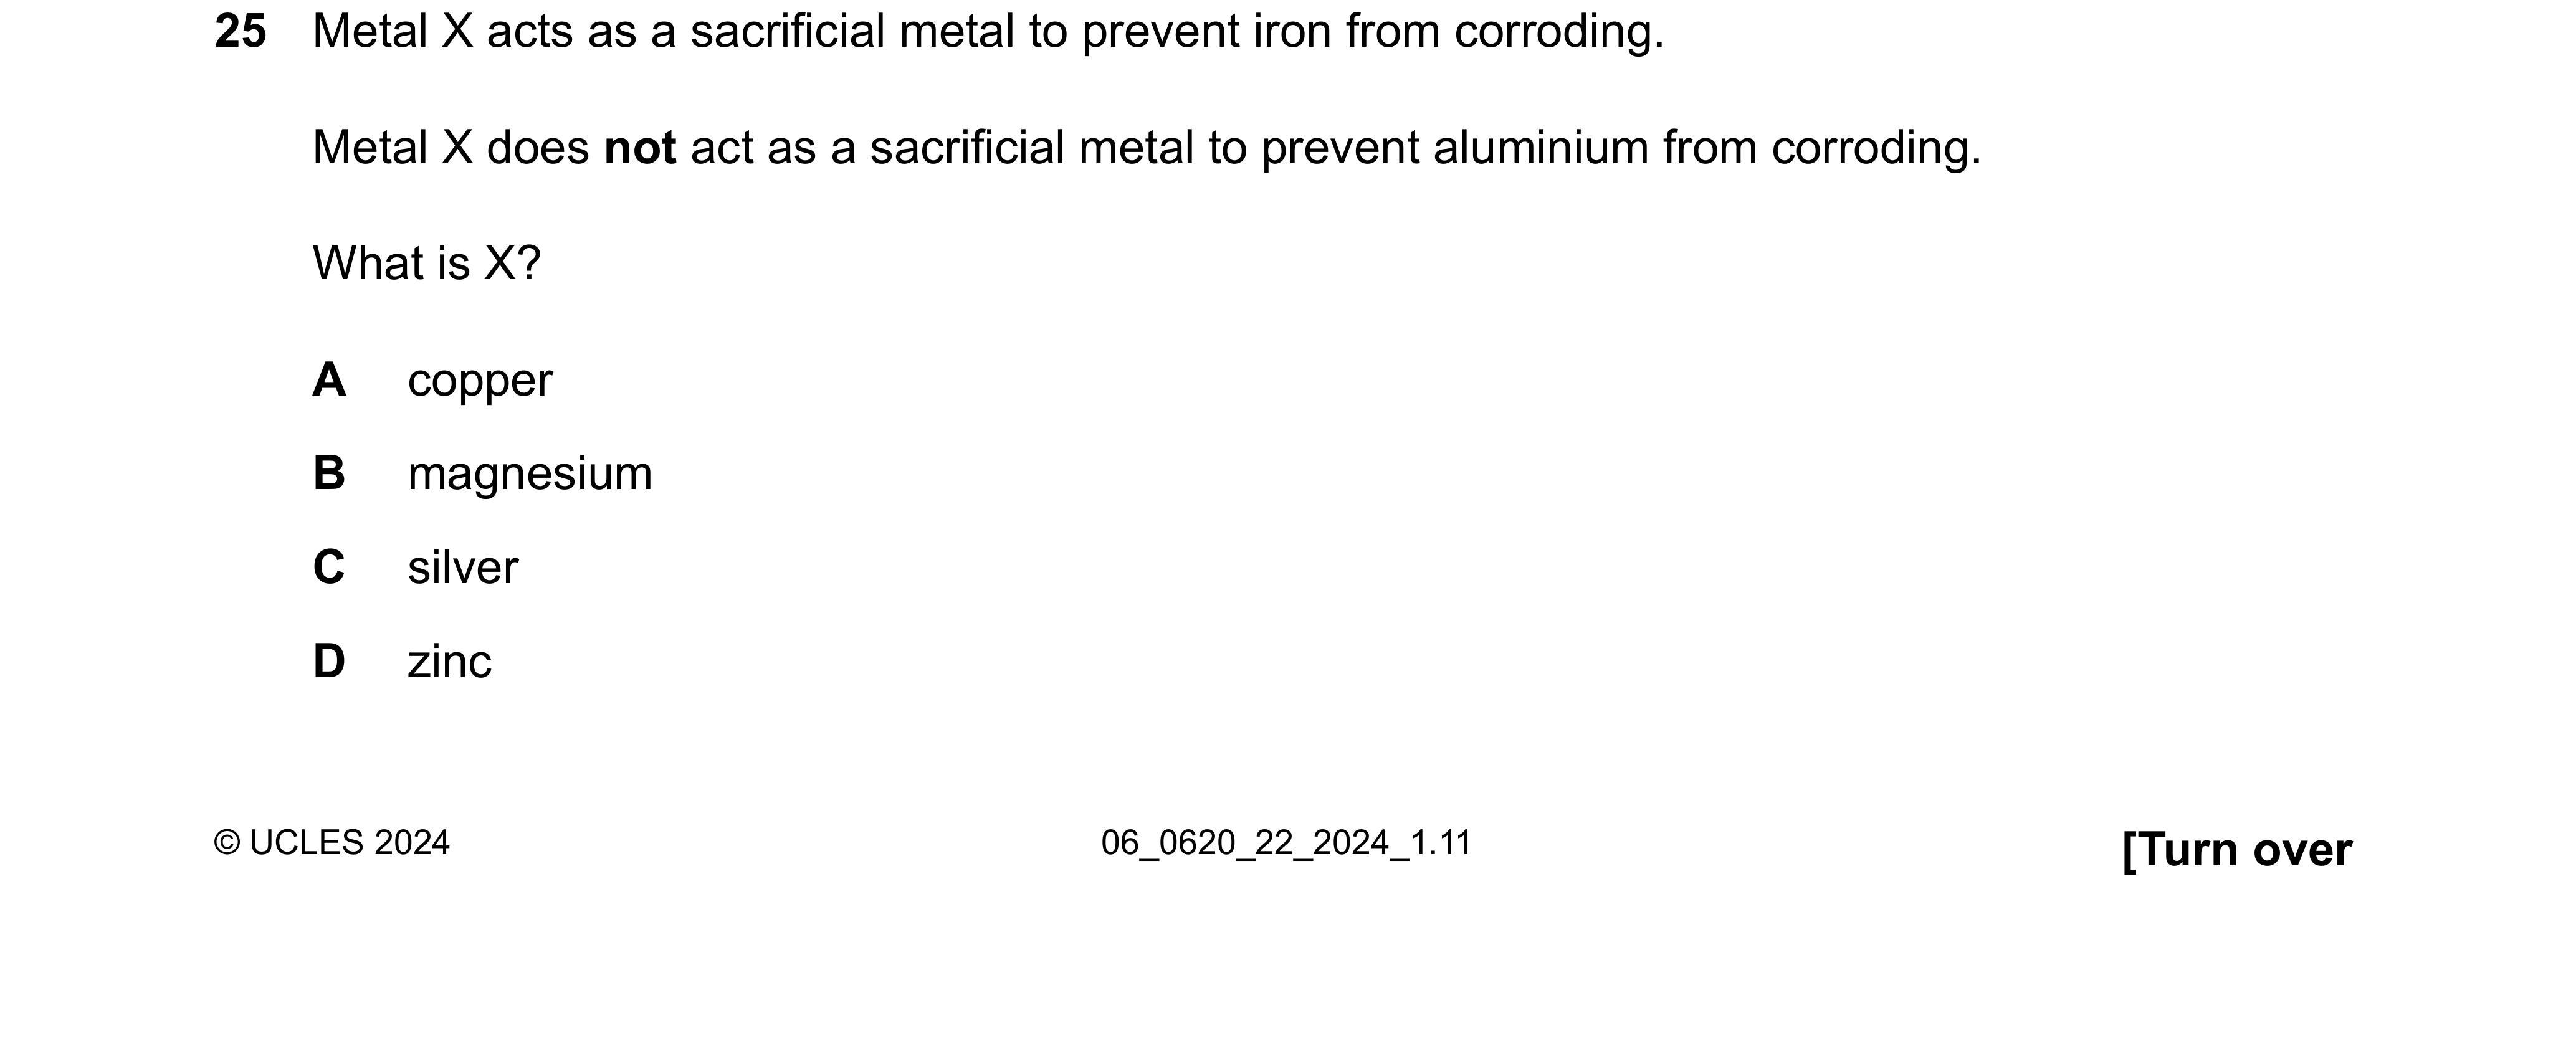 25 Metal X acts as a sacrificial metal to prevent iron from corroding.
Metal X does not act as a sacrificial metal to prevent aluminium from corroding.
What is X?
A copper
B magnesium
C silver
D zinc
© UCLES 2024 06_0620_22_2024_1.11 [Turn over